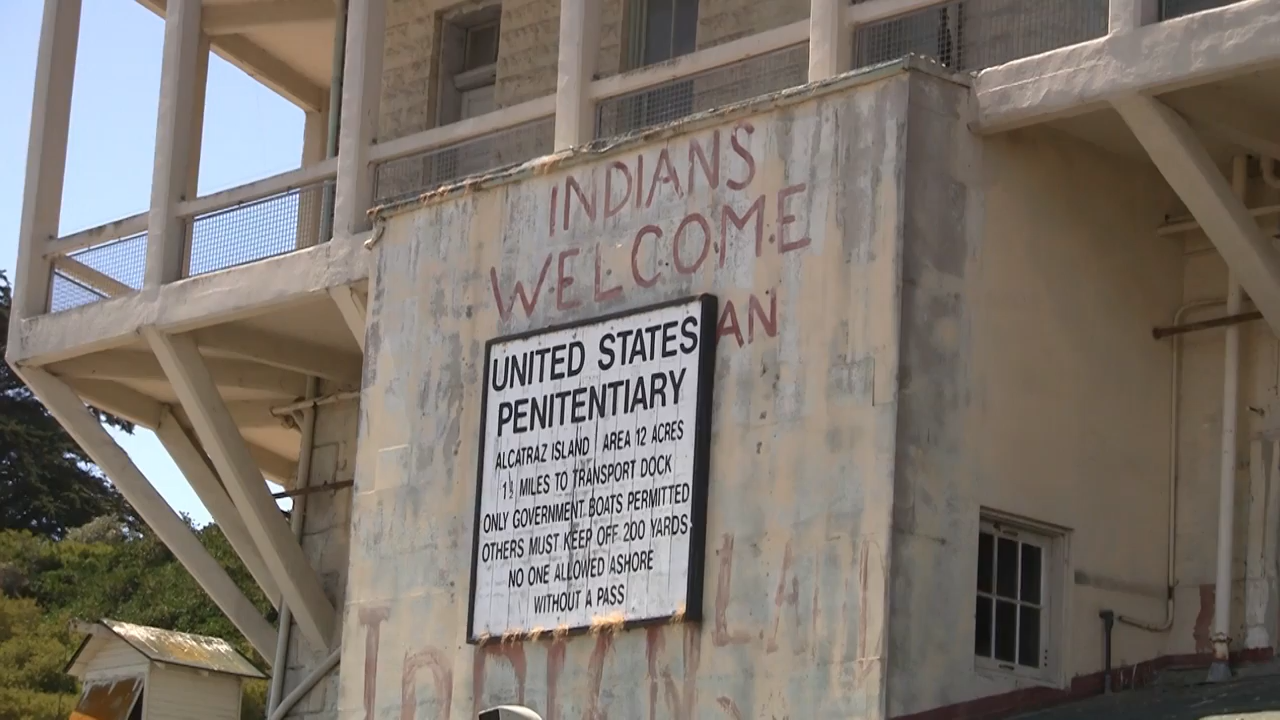 INDIANS
WELCOME
AN
UNITED STATES
PENITENTIARY
ALCATRAZ ISLAND AREA 12 ACRES
1½ MILES TO TRANSPORT DOCK
ONLY GOVERNMENT BOATS PERMITTED
OTHERS MUST KEEP OFF 200 YARDS
NO ONE ALLOWED ASHORE
WITHOUT A PASS